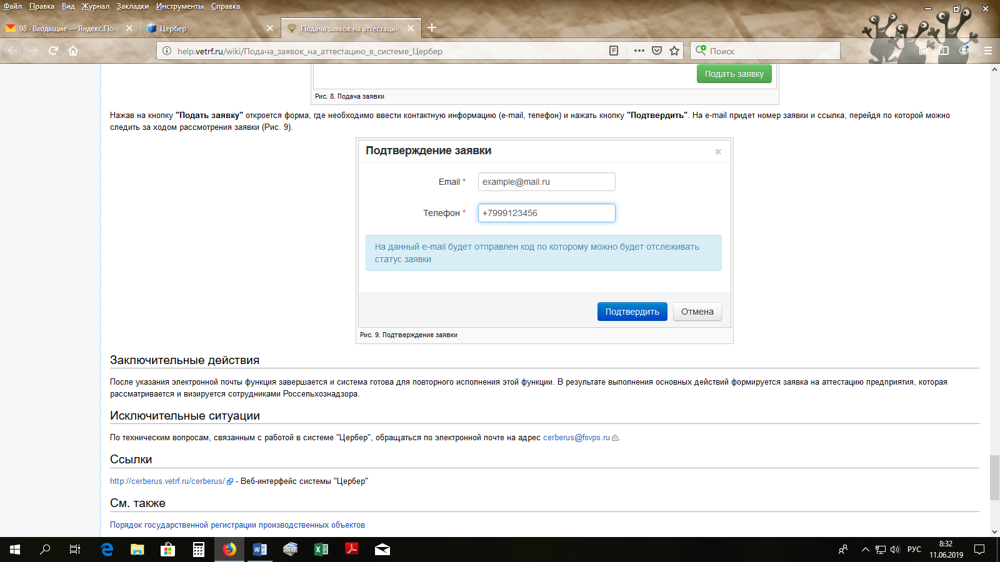 Файл Правка Вид Журнал Закладки Инструменты Справка
98 · Входящие — Яндекс.Почт
Цербер
Подача заявок на аттестацию
help.vetrf.ru/wiki/Подача_заявок_на_аттестацию_в_системе_Цербер
Поиск
Подать заявку
Рис. 8. Подача заявки
Нажав на кнопку "Подать заявку" откроется форма, где необходимо ввести контактную информацию (e-mail, телефон) и нажать кнопку "Подтвердить". На e-mail придет номер заявки и ссылка, перейдя по которой можно
следить за ходом рассмотрения заявки (Рис. 9).
Подтверждение заявки
Email * example@mail.ru
Телефон * +7999123456
На данный e-mail будет отправлен код по которому можно будет отслеживать
статус заявки
Подтвердить Отмена
Рис. 9. Подтверждение заявки
Заключительные действия
После указания электронной почты функция завершается и система готова для повторного исполнения этой функции. В результате выполнения основных действий формируется заявка на аттестацию предприятия, которая
рассматривается и визируется сотрудниками Россельхознадзора.
Исключительные ситуации
По техническим вопросам, связанным с работой в системе "Цербер", обращаться по электронной почте на адрес cerberus@fsvps.ru.
Ссылки
http://cerberus.vetrf.ru/cerberus/ - Веб-интерфейс системы "Цербер"
См. также
Порядок государственной регистрации производственных объектов
РУС
8:32
11.06.2019